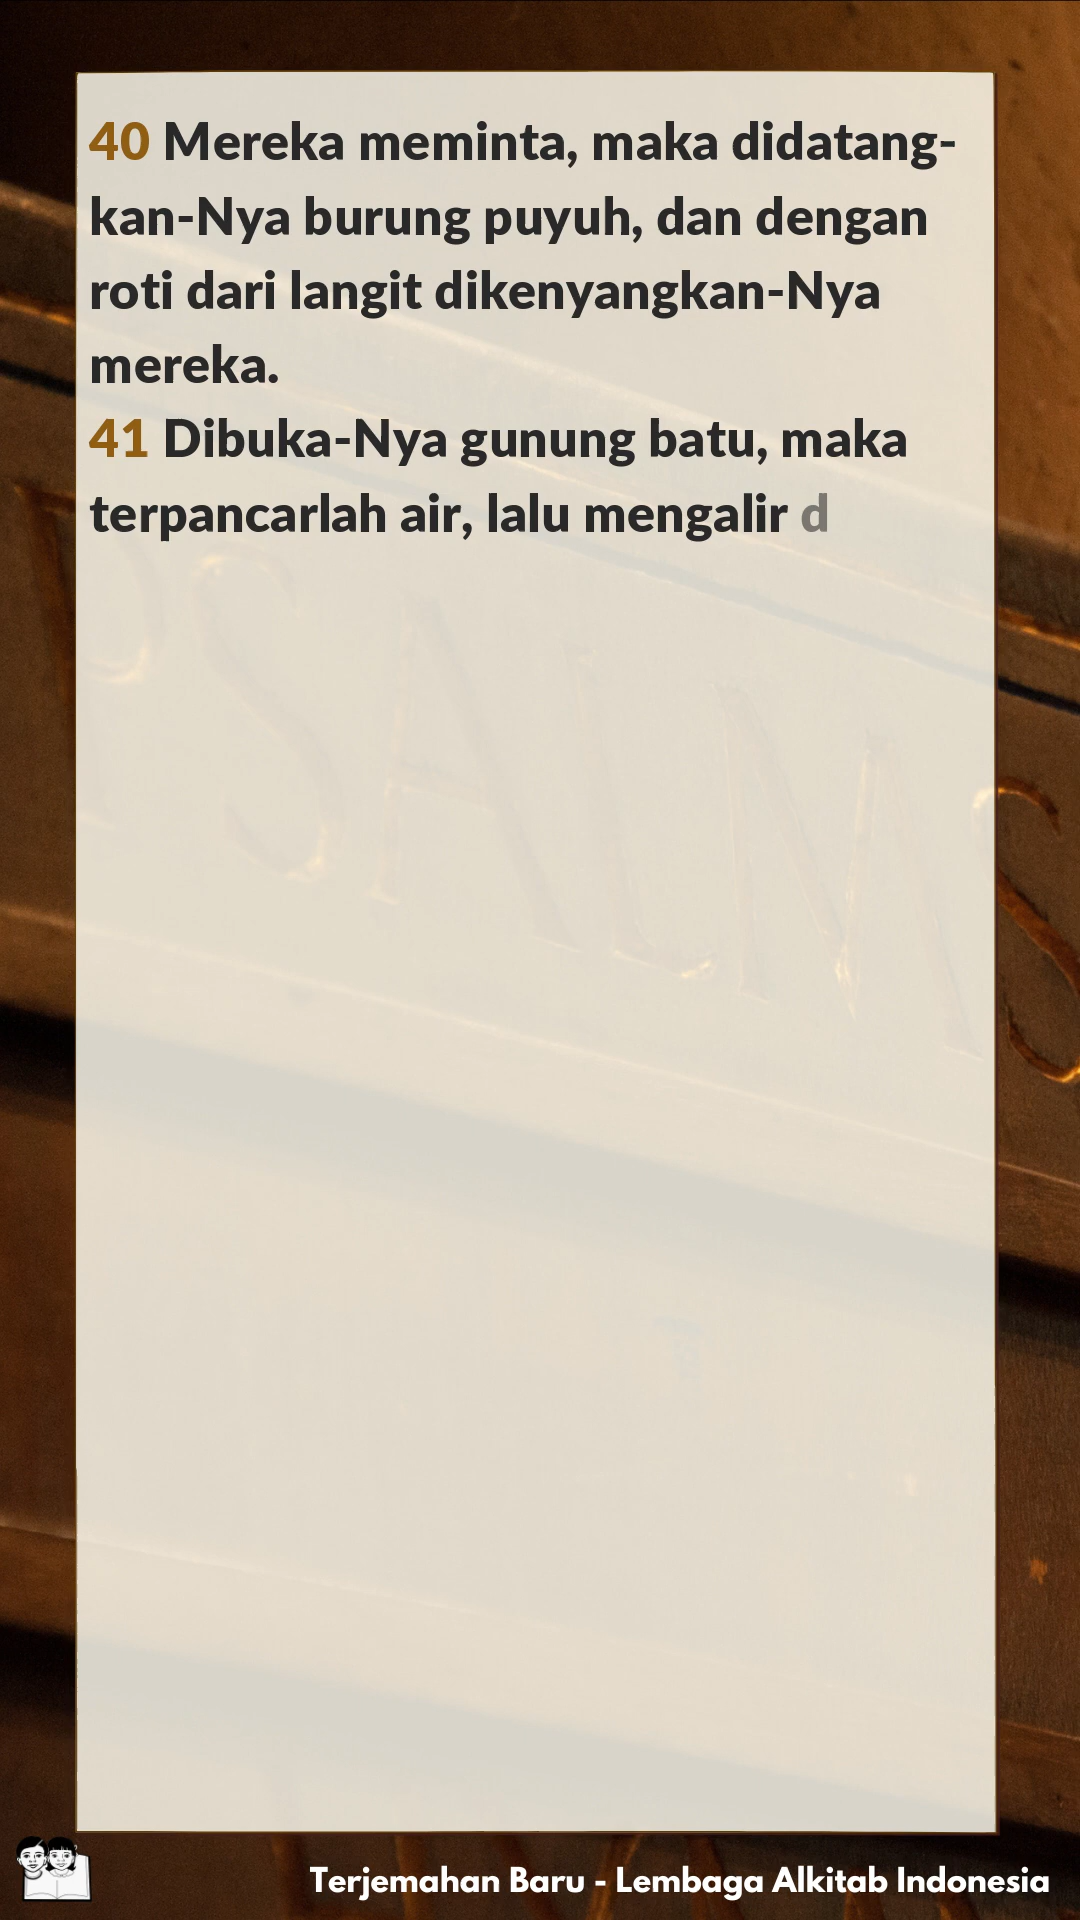 40 Mereka meminta, maka didatang-
kan-Nya burung puyuh, dan dengan
roti dari langit dikenyangkan-Nya
mereka.
41 Dibuka-Nya gunung batu, maka
terpancarlah air, lalu mengalir d
PSALMS
Terjemahan Baru - Lembaga Alkitab Indonesia